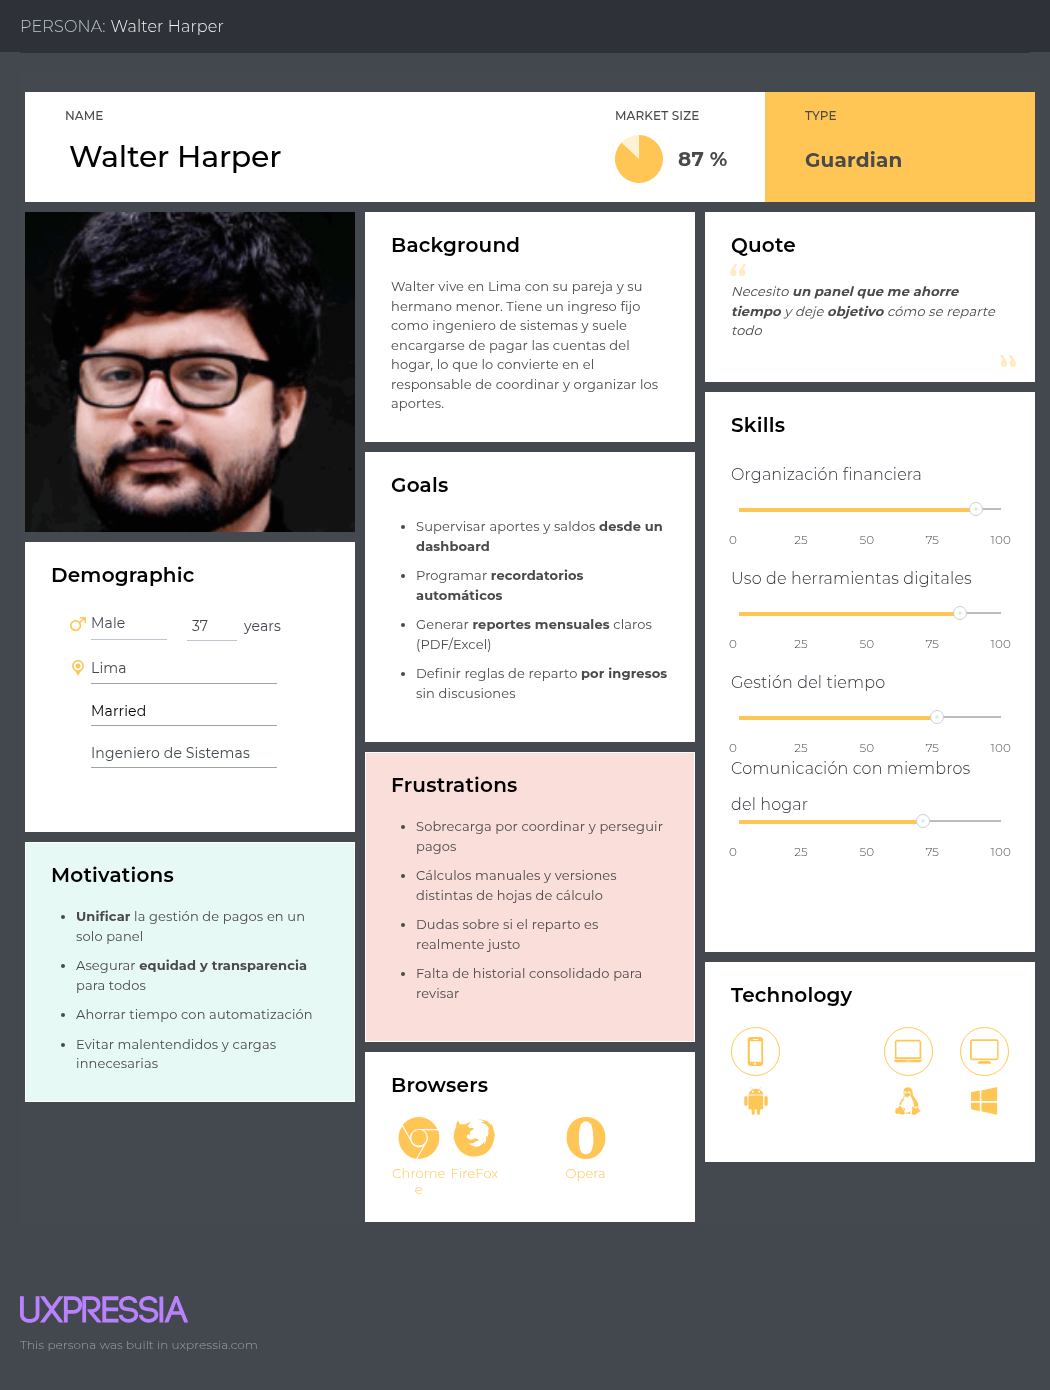 PERSONA: Walter Harper
NAME
Walter Harper
MARKET SIZE
87 %
TYPE
Guardian
Demographic
Male
37 years
Lima
Married
Ingeniero de Sistemas
Motivations
• Unificar la gestión de pagos en un
solo panel
• Asegurar equidad y transparencia
para todos
• Ahorrar tiempo con automatización
• Evitar malentendidos y cargas
innecesarias
Background
Walter vive en Lima con su pareja y su
hermano menor. Tiene un ingreso fijo
como ingeniero de sistemas y suele
encargarse de pagar las cuentas del
hogar, lo que lo convierte en el
responsable de coordinar y organizar los
aportes.
Goals
• Supervisar aportes y saldos desde un
dashboard
• Programar recordatorios
automáticos
• Generar reportes mensuales claros
(PDF/Excel)
• Definir reglas de reparto por ingresos
sin discusiones
Frustrations
• Sobrecarga por coordinar y perseguir
pagos
• Cálculos manuales y versiones
distintas de hojas de cálculo
• Dudas sobre si el reparto es
realmente justo
• Falta de historial consolidado para
revisar
Browsers
Chrome FireFox Opera
e
Quote
“
Necesito un panel que me ahorre
tiempo y deje objetivo cómo se reparte
todo
”
Skills
Organización financiera
0 25 50 75 100
Uso de herramientas digitales
0 25 50 75 100
Gestión del tiempo
0 25 50 75 100
Comunicación con miembros
del hogar
0 25 50 75 100
Technology
UXPRESSIA
This persona was built in uxpressia.com